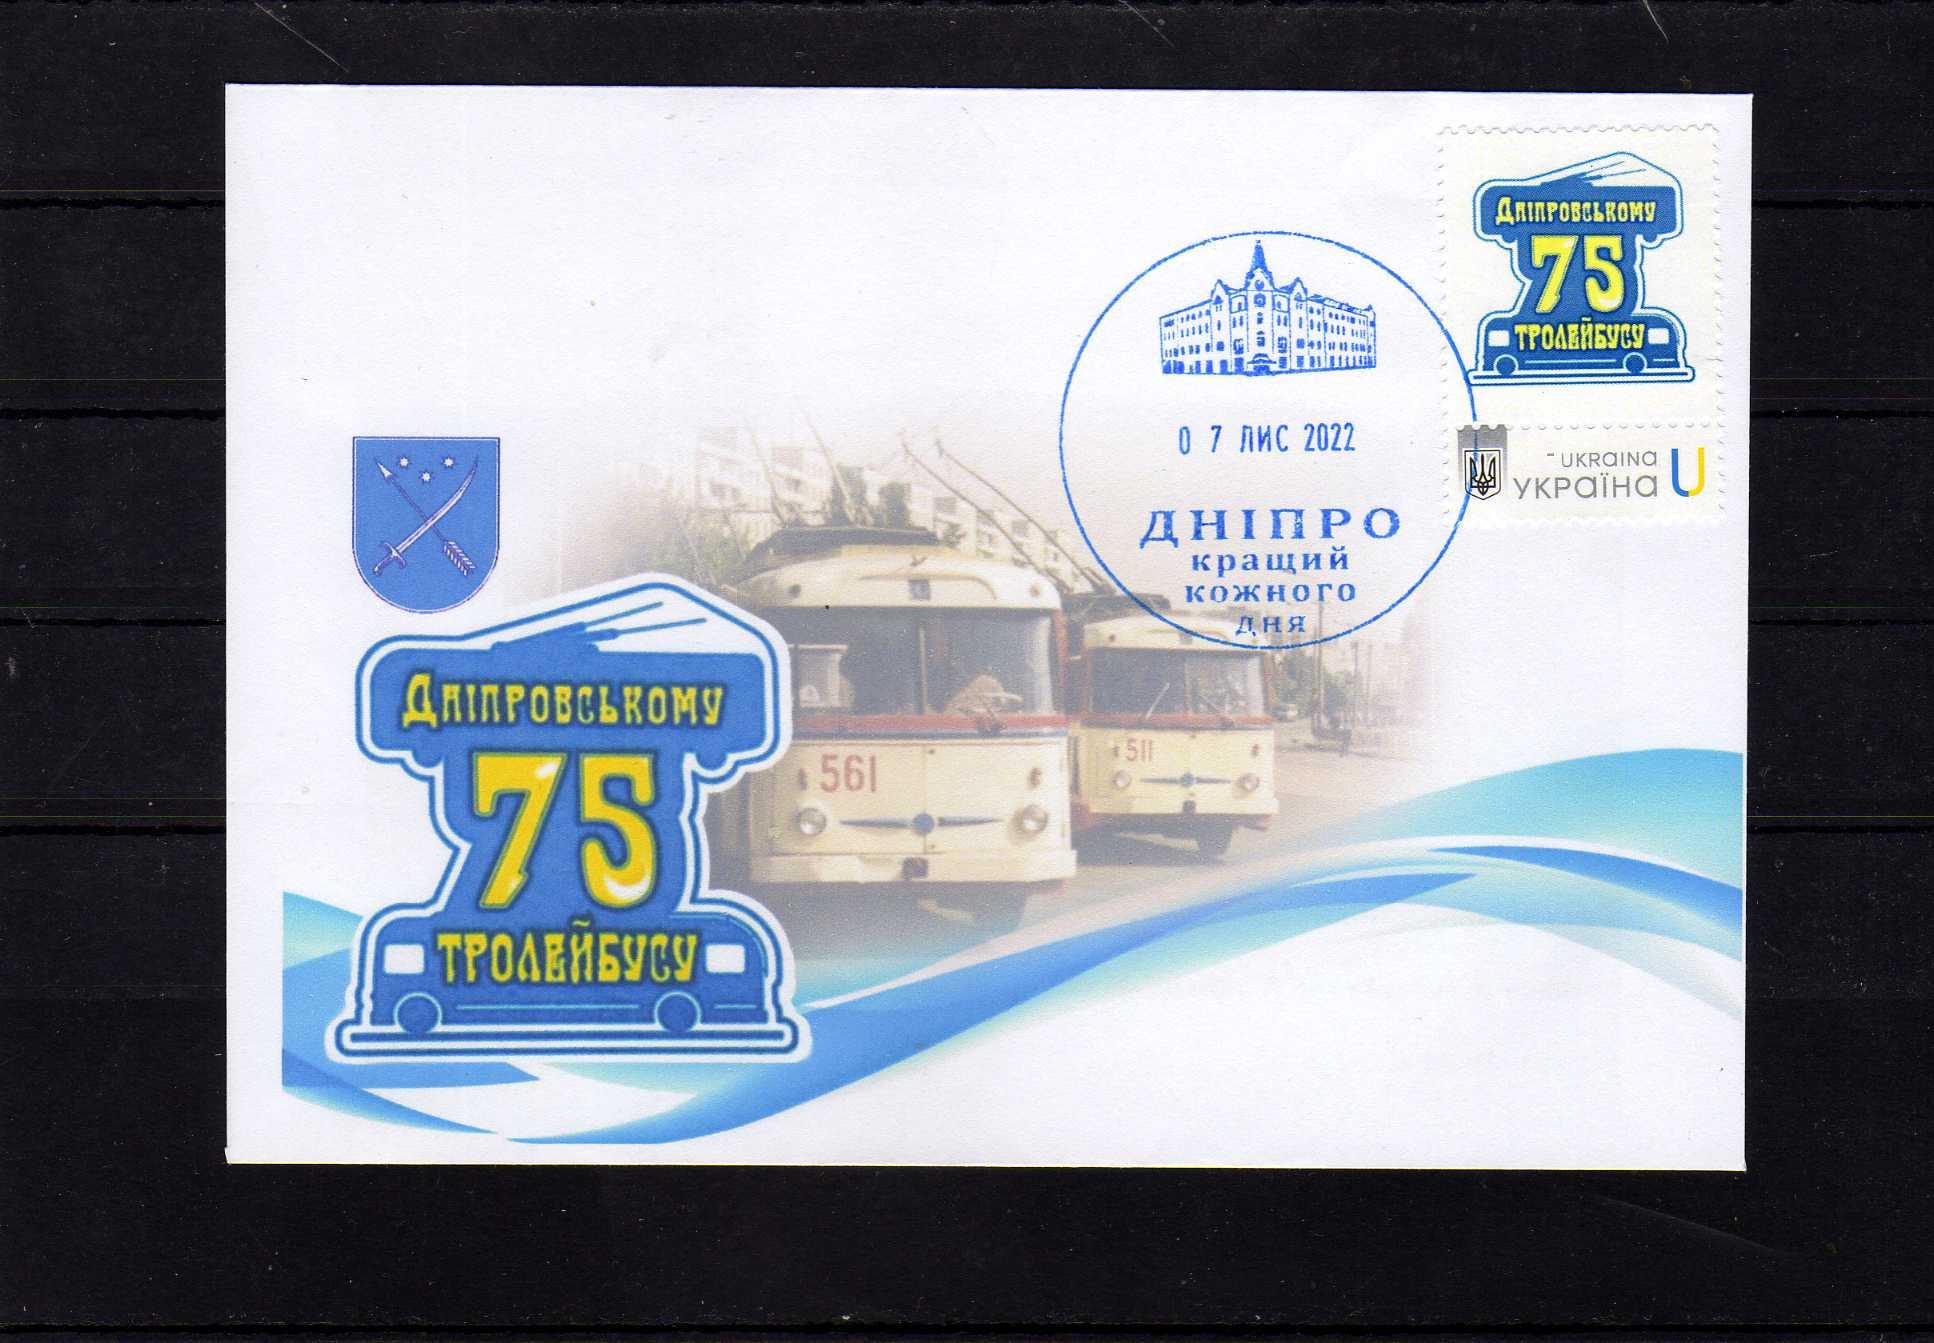 ДНІПРОВСЬКОМУ
75
ТРОЛЕЙБУСУ
UKRAINA
УКРАЇНА U
0 7 ЛИС 2022
ДНІПРО
кращий
кожного
дня
ДНІПРОВСЬКОМУ
75
ТРОЛЕЙБУСУ
561
511